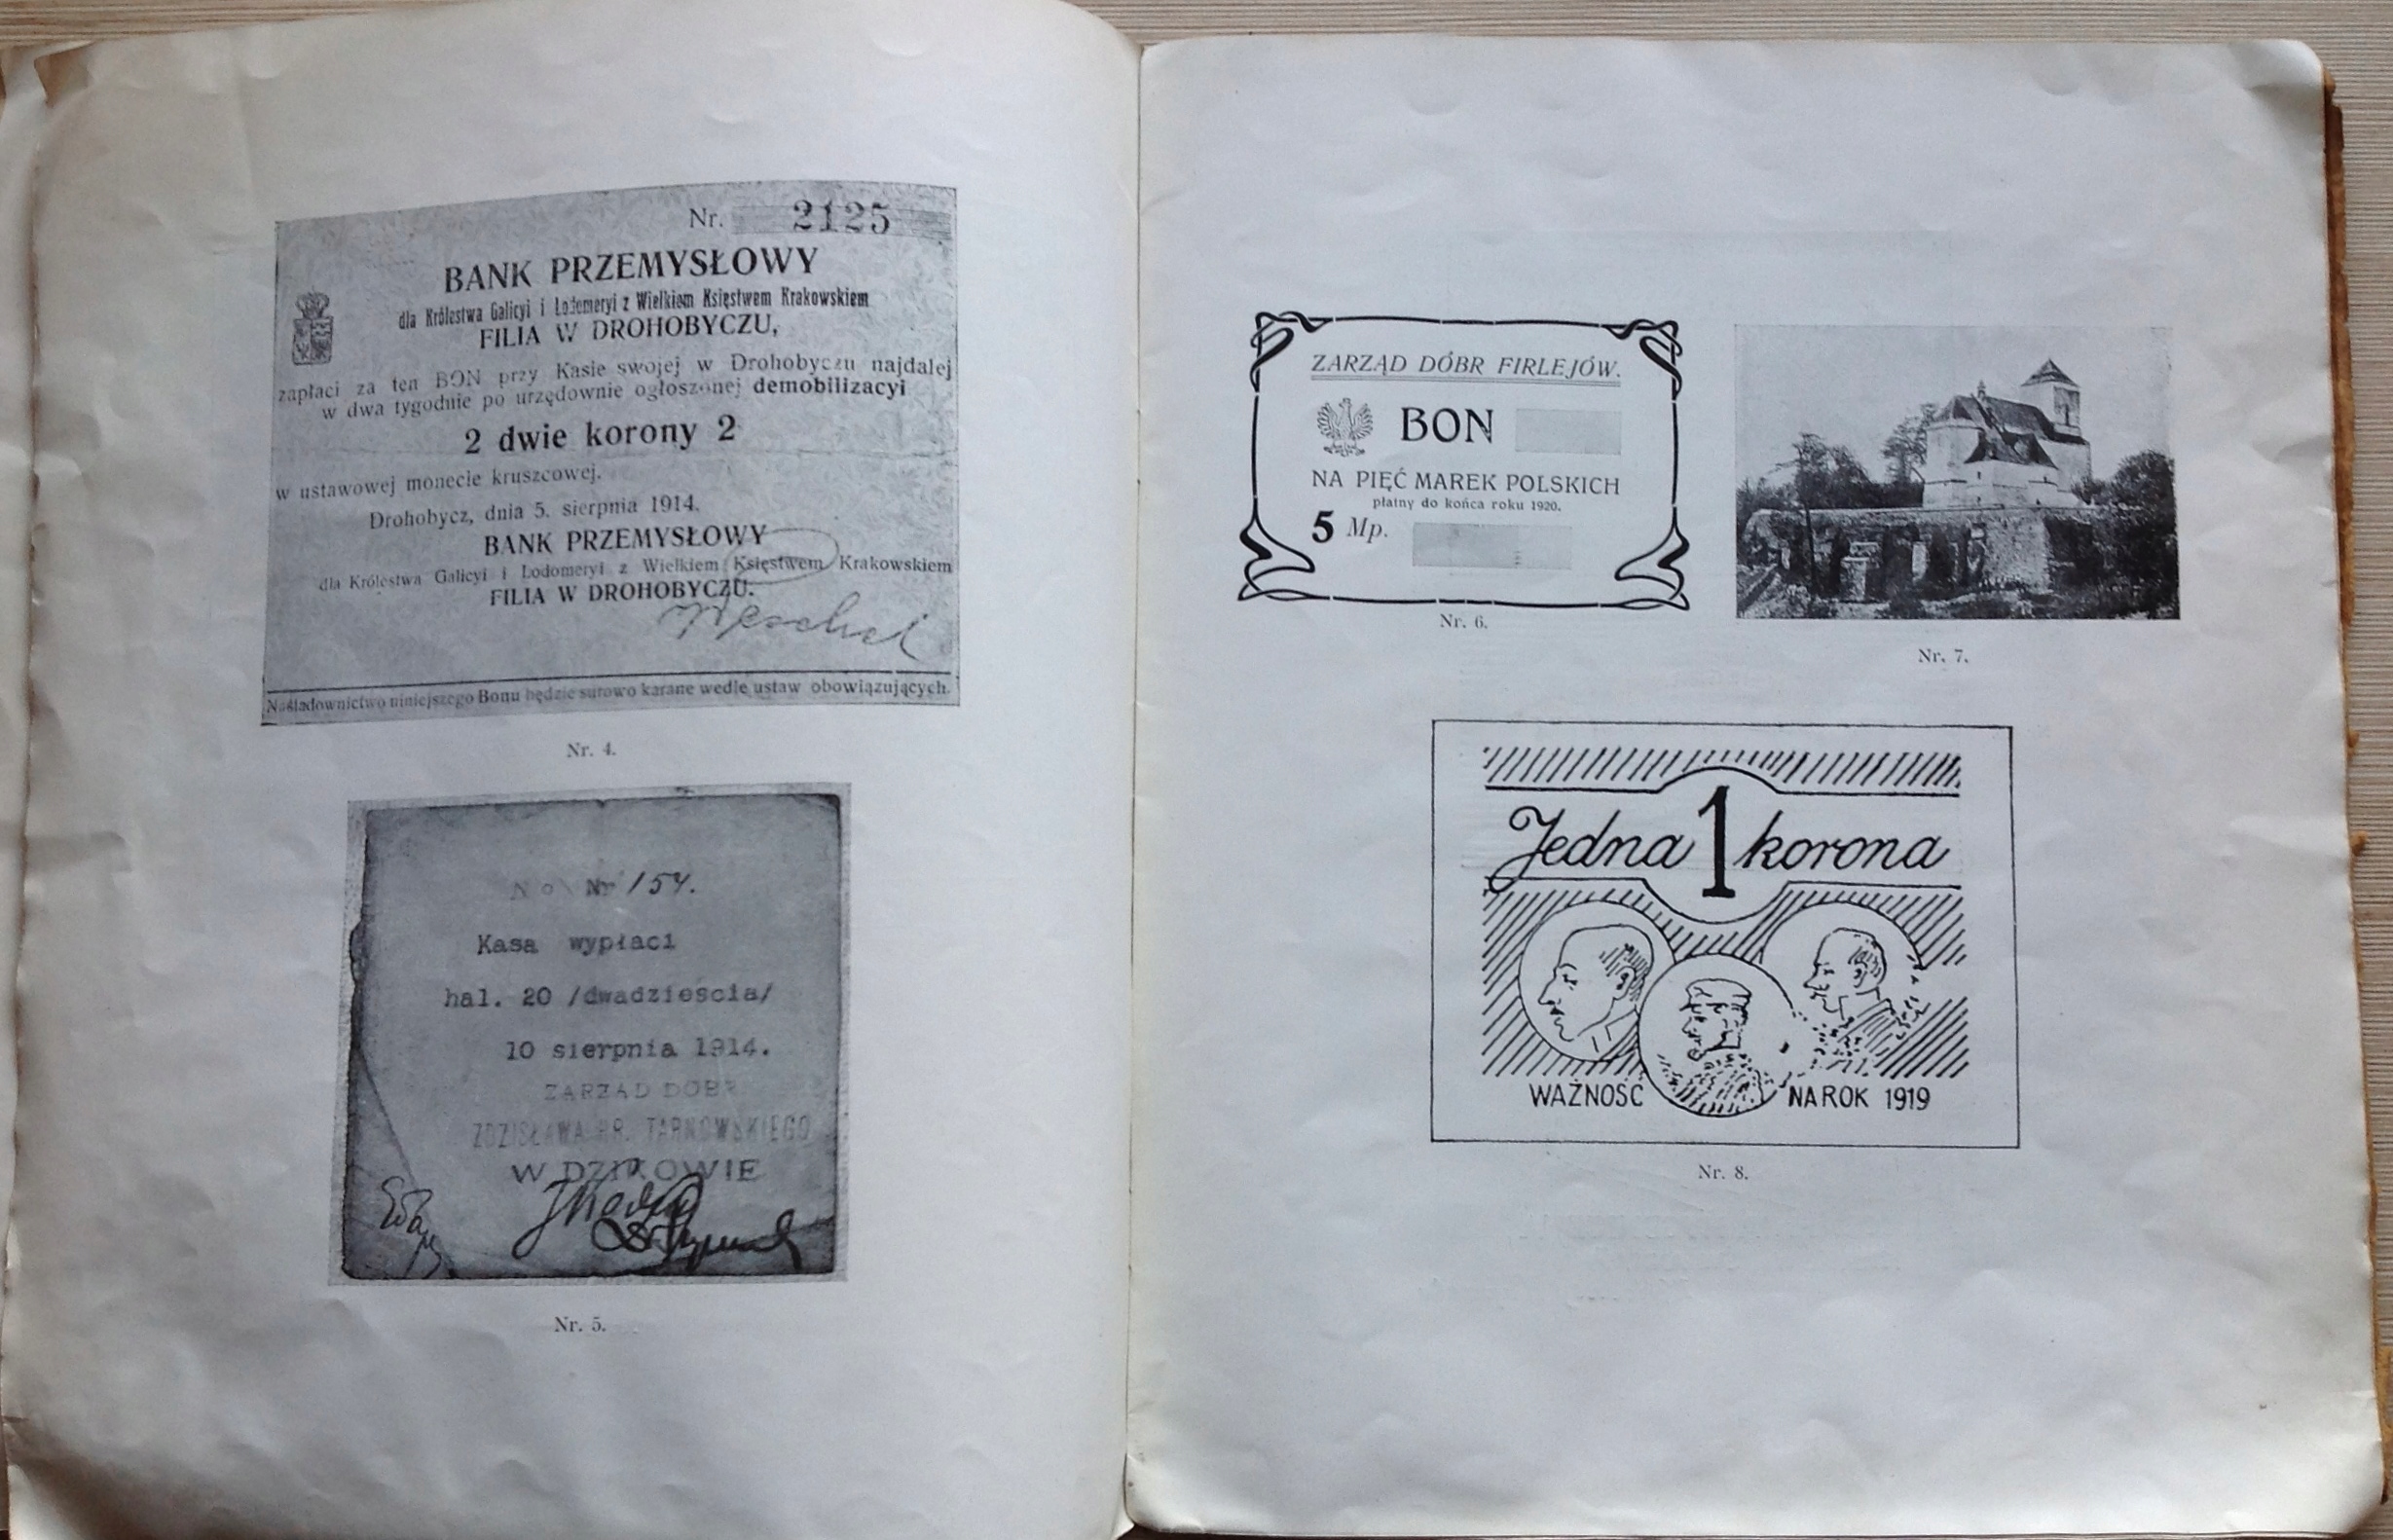 Nr. 2125
BANK PRZEMYSŁOWY
dla Królestwa Galicyi i Lodomeryi z Wielkiem Księstwem Krakowskiem
FILIA W DROHOBYCZU,
zapłaci za ten BON przy Kasie swojej w Drohobyczu najdalej
w dwa tygodnie po urzędownie ogłoszonej demobilizacyi
2 dwie korony 2
w ustawowej monecie kruszcowej.
Drohobycz, dnia 5. sierpnia 1914.
BANK PRZEMYSŁOWY
dla Królestwa Galicyi i Lodomeryi z Wielkiem Księstwem Krakowskiem
FILIA W DROHOBYCZU.
Naśladownictwo niniejszego Bonu będzie surowo karane wedle ustaw obowiązujących.
Nr. 4.
No Nr 154.
Kasa wypłaci
hal. 20 /dwadzieścia/
10 sierpnia 1914.
ZARZĄD DOBR
ZDZISŁAWA HR. TARNOWSKIEGO
W DZIKOWIE
Nr. 5.
ZARZĄD DÓBR FIRLEJÓW.
BON
NA PIĘĆ MAREK POLSKICH
płatny do końca roku 1920.
5 Mp.
Nr. 6.
Nr. 7.
Jedna 1 korona
WAŻNOŚĆ NA ROK 1919
Nr. 8.